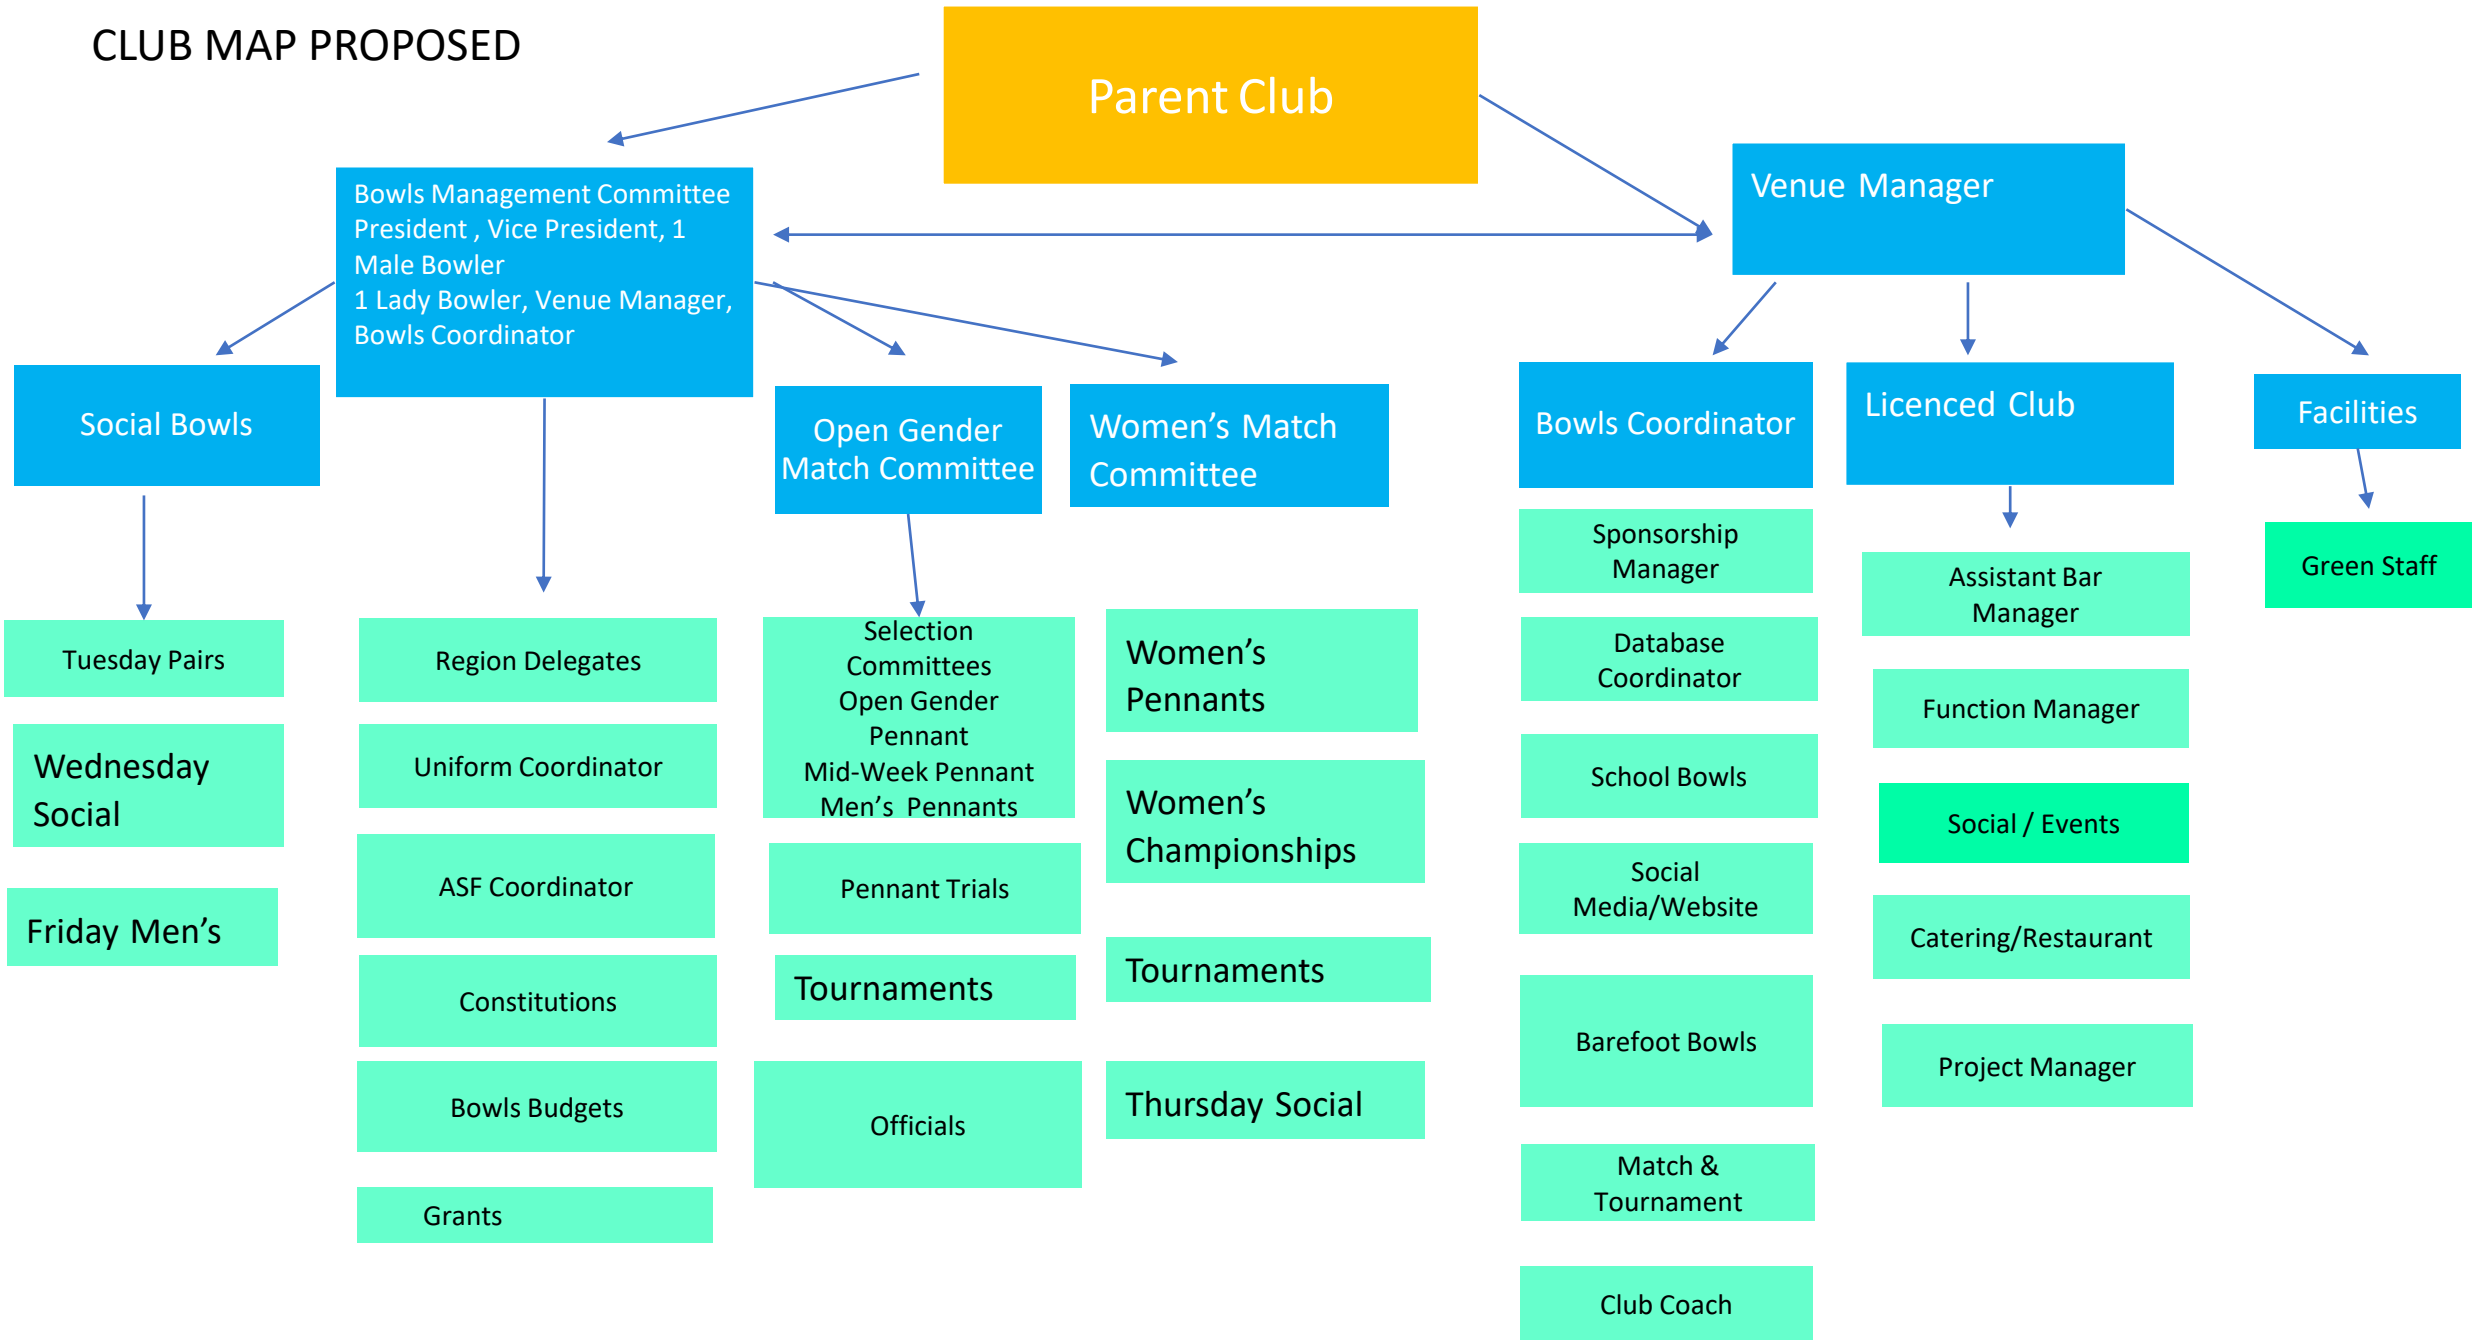 CLUB MAP PROPOSED
Parent Club
Bowls Management Committee
President , Vice President, 1
Male Bowler
1 Lady Bowler, Venue Manager,
Bowls Coordinator
Venue Manager
Social Bowls
Open Gender
Match Committee
Women’s Match
Committee
Bowls Coordinator
Licenced Club
Facilities
Tuesday Pairs
Wednesday
Social
Friday Men’s
Region Delegates
Uniform Coordinator
ASF Coordinator
Constitutions
Bowls Budgets
Grants
Selection
Committees
Open Gender
Pennant
Mid-Week Pennant
Men’s Pennants
Pennant Trials
Tournaments
Officials
Women’s
Pennants
Women’s
Championships
Tournaments
Thursday Social
Sponsorship
Manager
Database
Coordinator
School Bowls
Social
Media/Website
Barefoot Bowls
Match &
Tournament
Club Coach
Assistant Bar
Manager
Function Manager
Social / Events
Catering/Restaurant
Project Manager
Green Staff